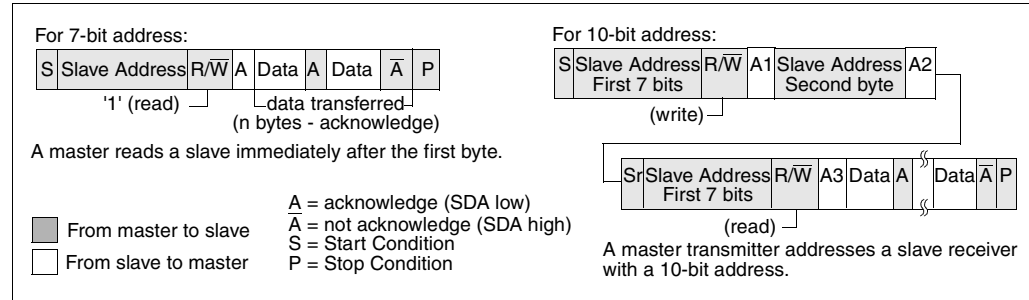 For 7-bit address:
S Slave Address R/W̅ A Data A Data A̅ P
'1' (read)
data transferred
(n bytes - acknowledge)
A master reads a slave immediately after the first byte.
From master to slave
From slave to master
A = acknowledge (SDA low)
A̅ = not acknowledge (SDA high)
S = Start Condition
P = Stop Condition
For 10-bit address:
S Slave Address First 7 bits R/W̅ A1 Slave Address Second byte A2
(write)
Sr Slave Address First 7 bits R/W̅ A3 Data A Data A̅ P
(read)
A master transmitter addresses a slave receiver
with a 10-bit address.